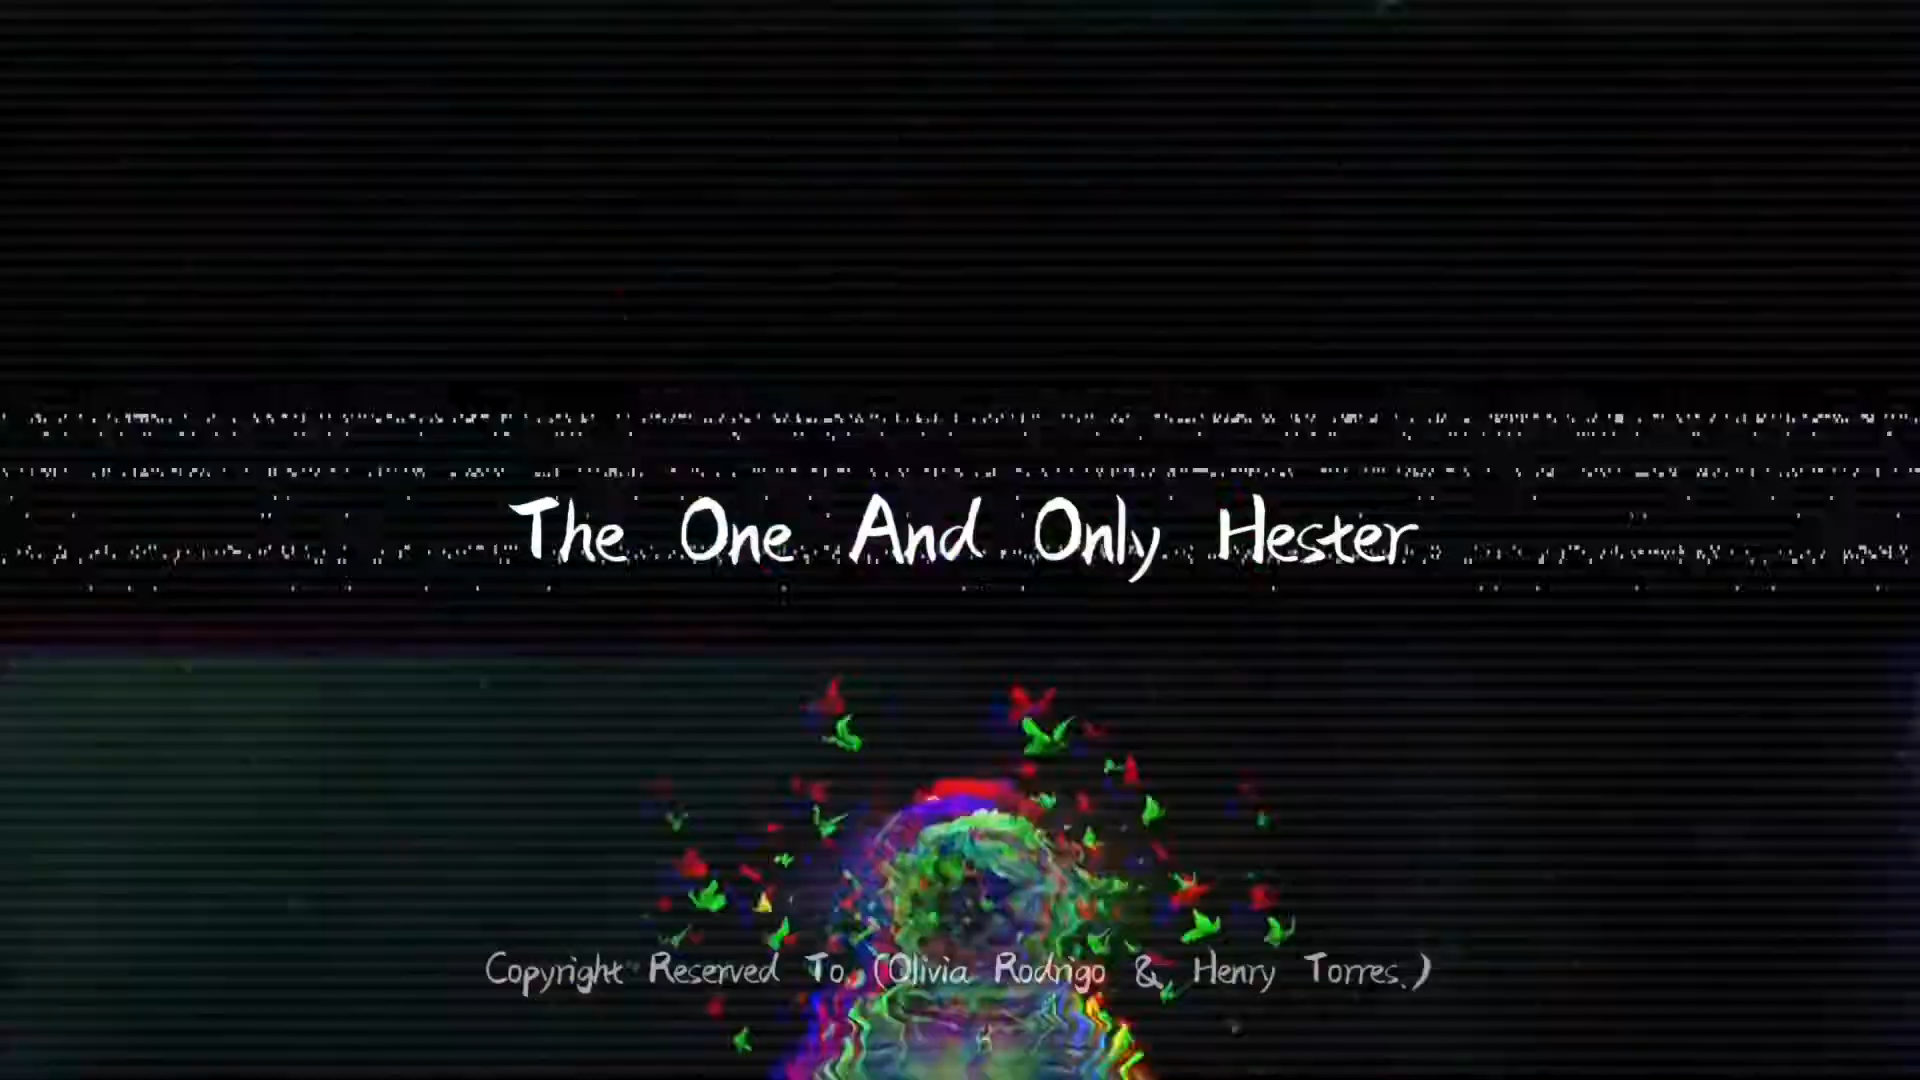 The One And Only Hester
Copyright Reserved To. (Olivia Rodrigo & Henry Torres.)